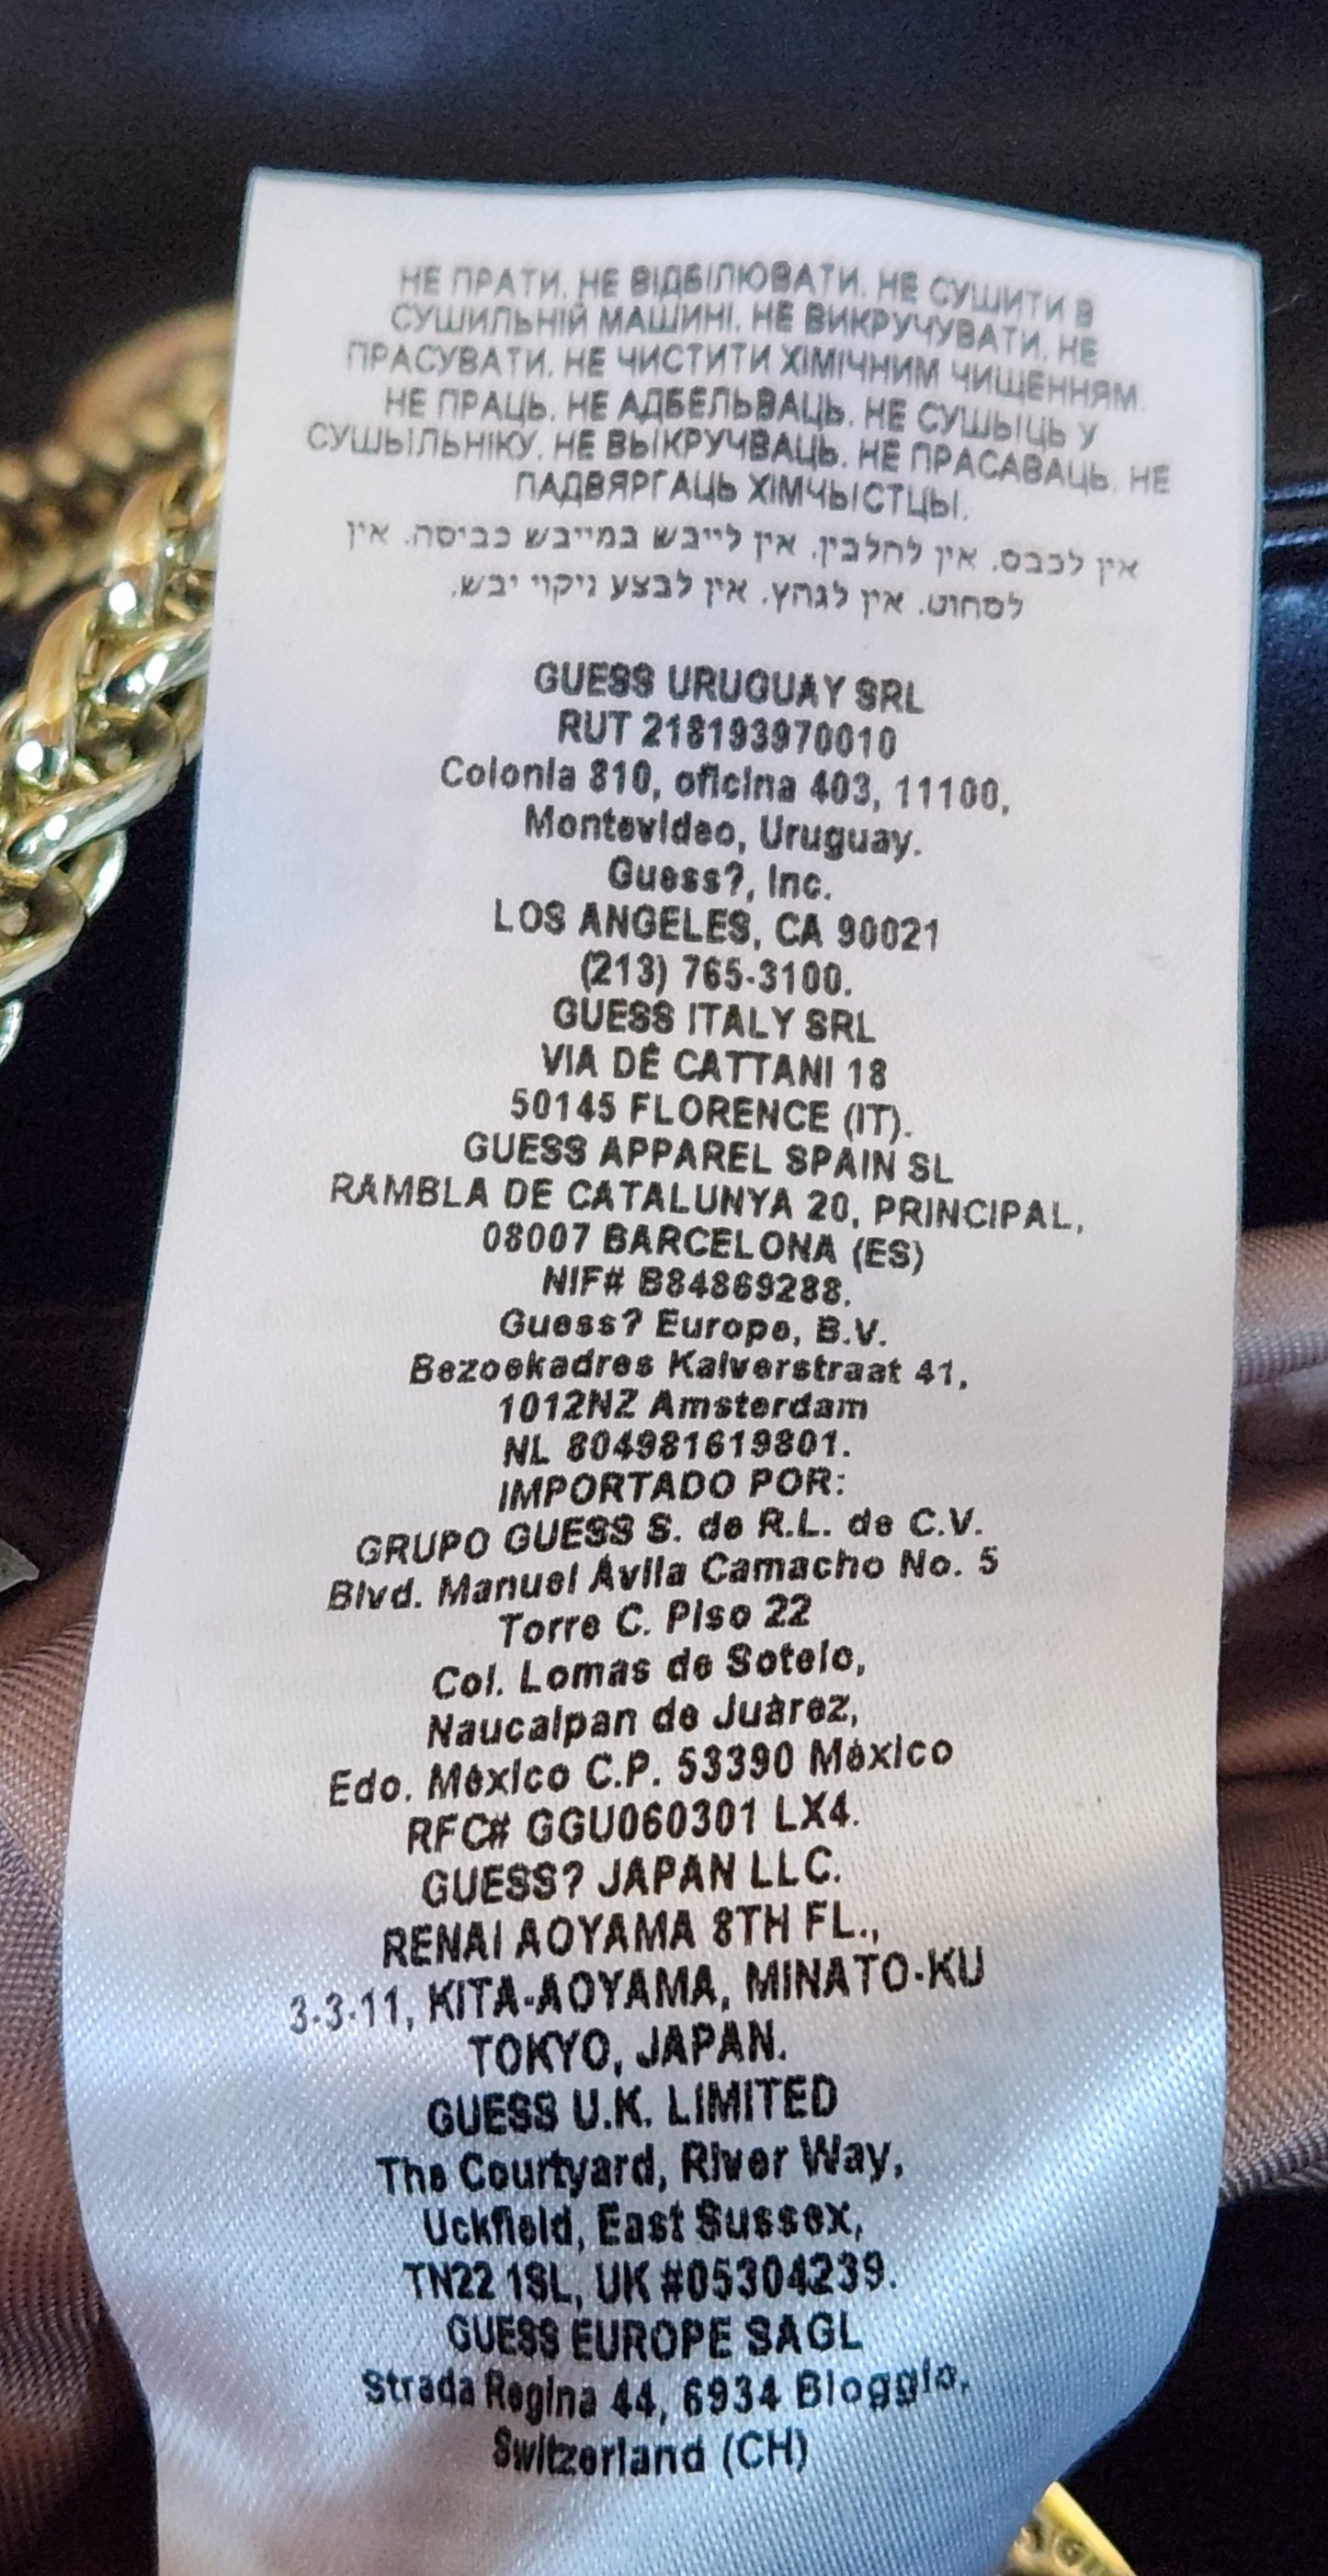 НЕ ПРАТИ. НЕ ВІДБІЛЮВАТИ. НЕ СУШИТИ В
СУШИЛЬНІЙ МАШИНІ. НЕ ВИКРУЧУВАТИ. НЕ
ПРАСУВАТИ. НЕ ЧИСТИТИ ХІМІЧНИМ ЧИЩЕННЯМ.
НЕ ПРАЦЬ. НЕ АДБЕЛЬВАЦЬ. НЕ СУШЫЦЬ У
СУШЫЛЬНІКУ. НЕ ВЫКРУЧВАЦЬ. НЕ ПРАСАВАЦЬ. НЕ
ПАДВЯРГАЦЬ ХІМЧЫСТЦЫ.
אין לכבס. אין להלבין. אין לייבש במייבש כביסה. אין
לסחוט. אין לגהץ. אין לבצע ניקוי יבש.
GUESS URUGUAY SRL
RUT 218193970010
Colonia 810, oficina 403, 11100,
Montevideo, Uruguay.
Guess?, Inc.
LOS ANGELES, CA 90021
(213) 765-3100.
GUESS ITALY SRL
VIA DE CATTANI 18
50145 FLORENCE (IT).
GUESS APPAREL SPAIN SL
RAMBLA DE CATALUNYA 20, PRINCIPAL,
08007 BARCELONA (ES)
NIF# B84869288.
Guess? Europe, B.V.
Bezoekadres Kalverstraat 41,
1012NZ Amsterdam
NL 804981619B01.
IMPORTADO POR:
GRUPO GUESS S. de R.L. de C.V.
Blvd. Manuel Ávila Camacho No. 5
Torre C. Piso 22
Col. Lomas de Sotelo,
Naucalpan de Juárez,
Edo. México C.P. 53390 México
RFC# GGU060301 LX4.
GUESS? JAPAN LLC.
RENAI AOYAMA 8TH FL.,
3-3-11, KITA-AOYAMA, MINATO-KU
TOKYO, JAPAN.
GUESS U.K. LIMITED
The Courtyard, River Way,
Uckfield, East Sussex,
TN22 1SL, UK #05304239.
GUESS EUROPE SAGL
Strada Regina 44, 6934 Bioggio,
Switzerland (CH)